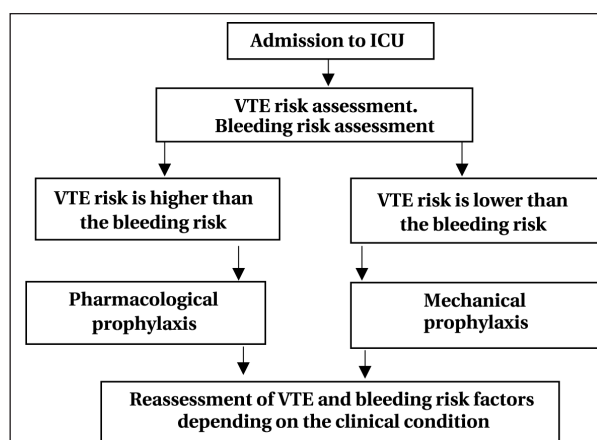 Admission to ICU
VTE risk assessment.
Bleeding risk assessment
VTE risk is higher than
the bleeding risk
VTE risk is lower than
the bleeding risk
Pharmacological
prophylaxis
Mechanical
prophylaxis
Reassessment of VTE and bleeding risk factors
depending on the clinical condition